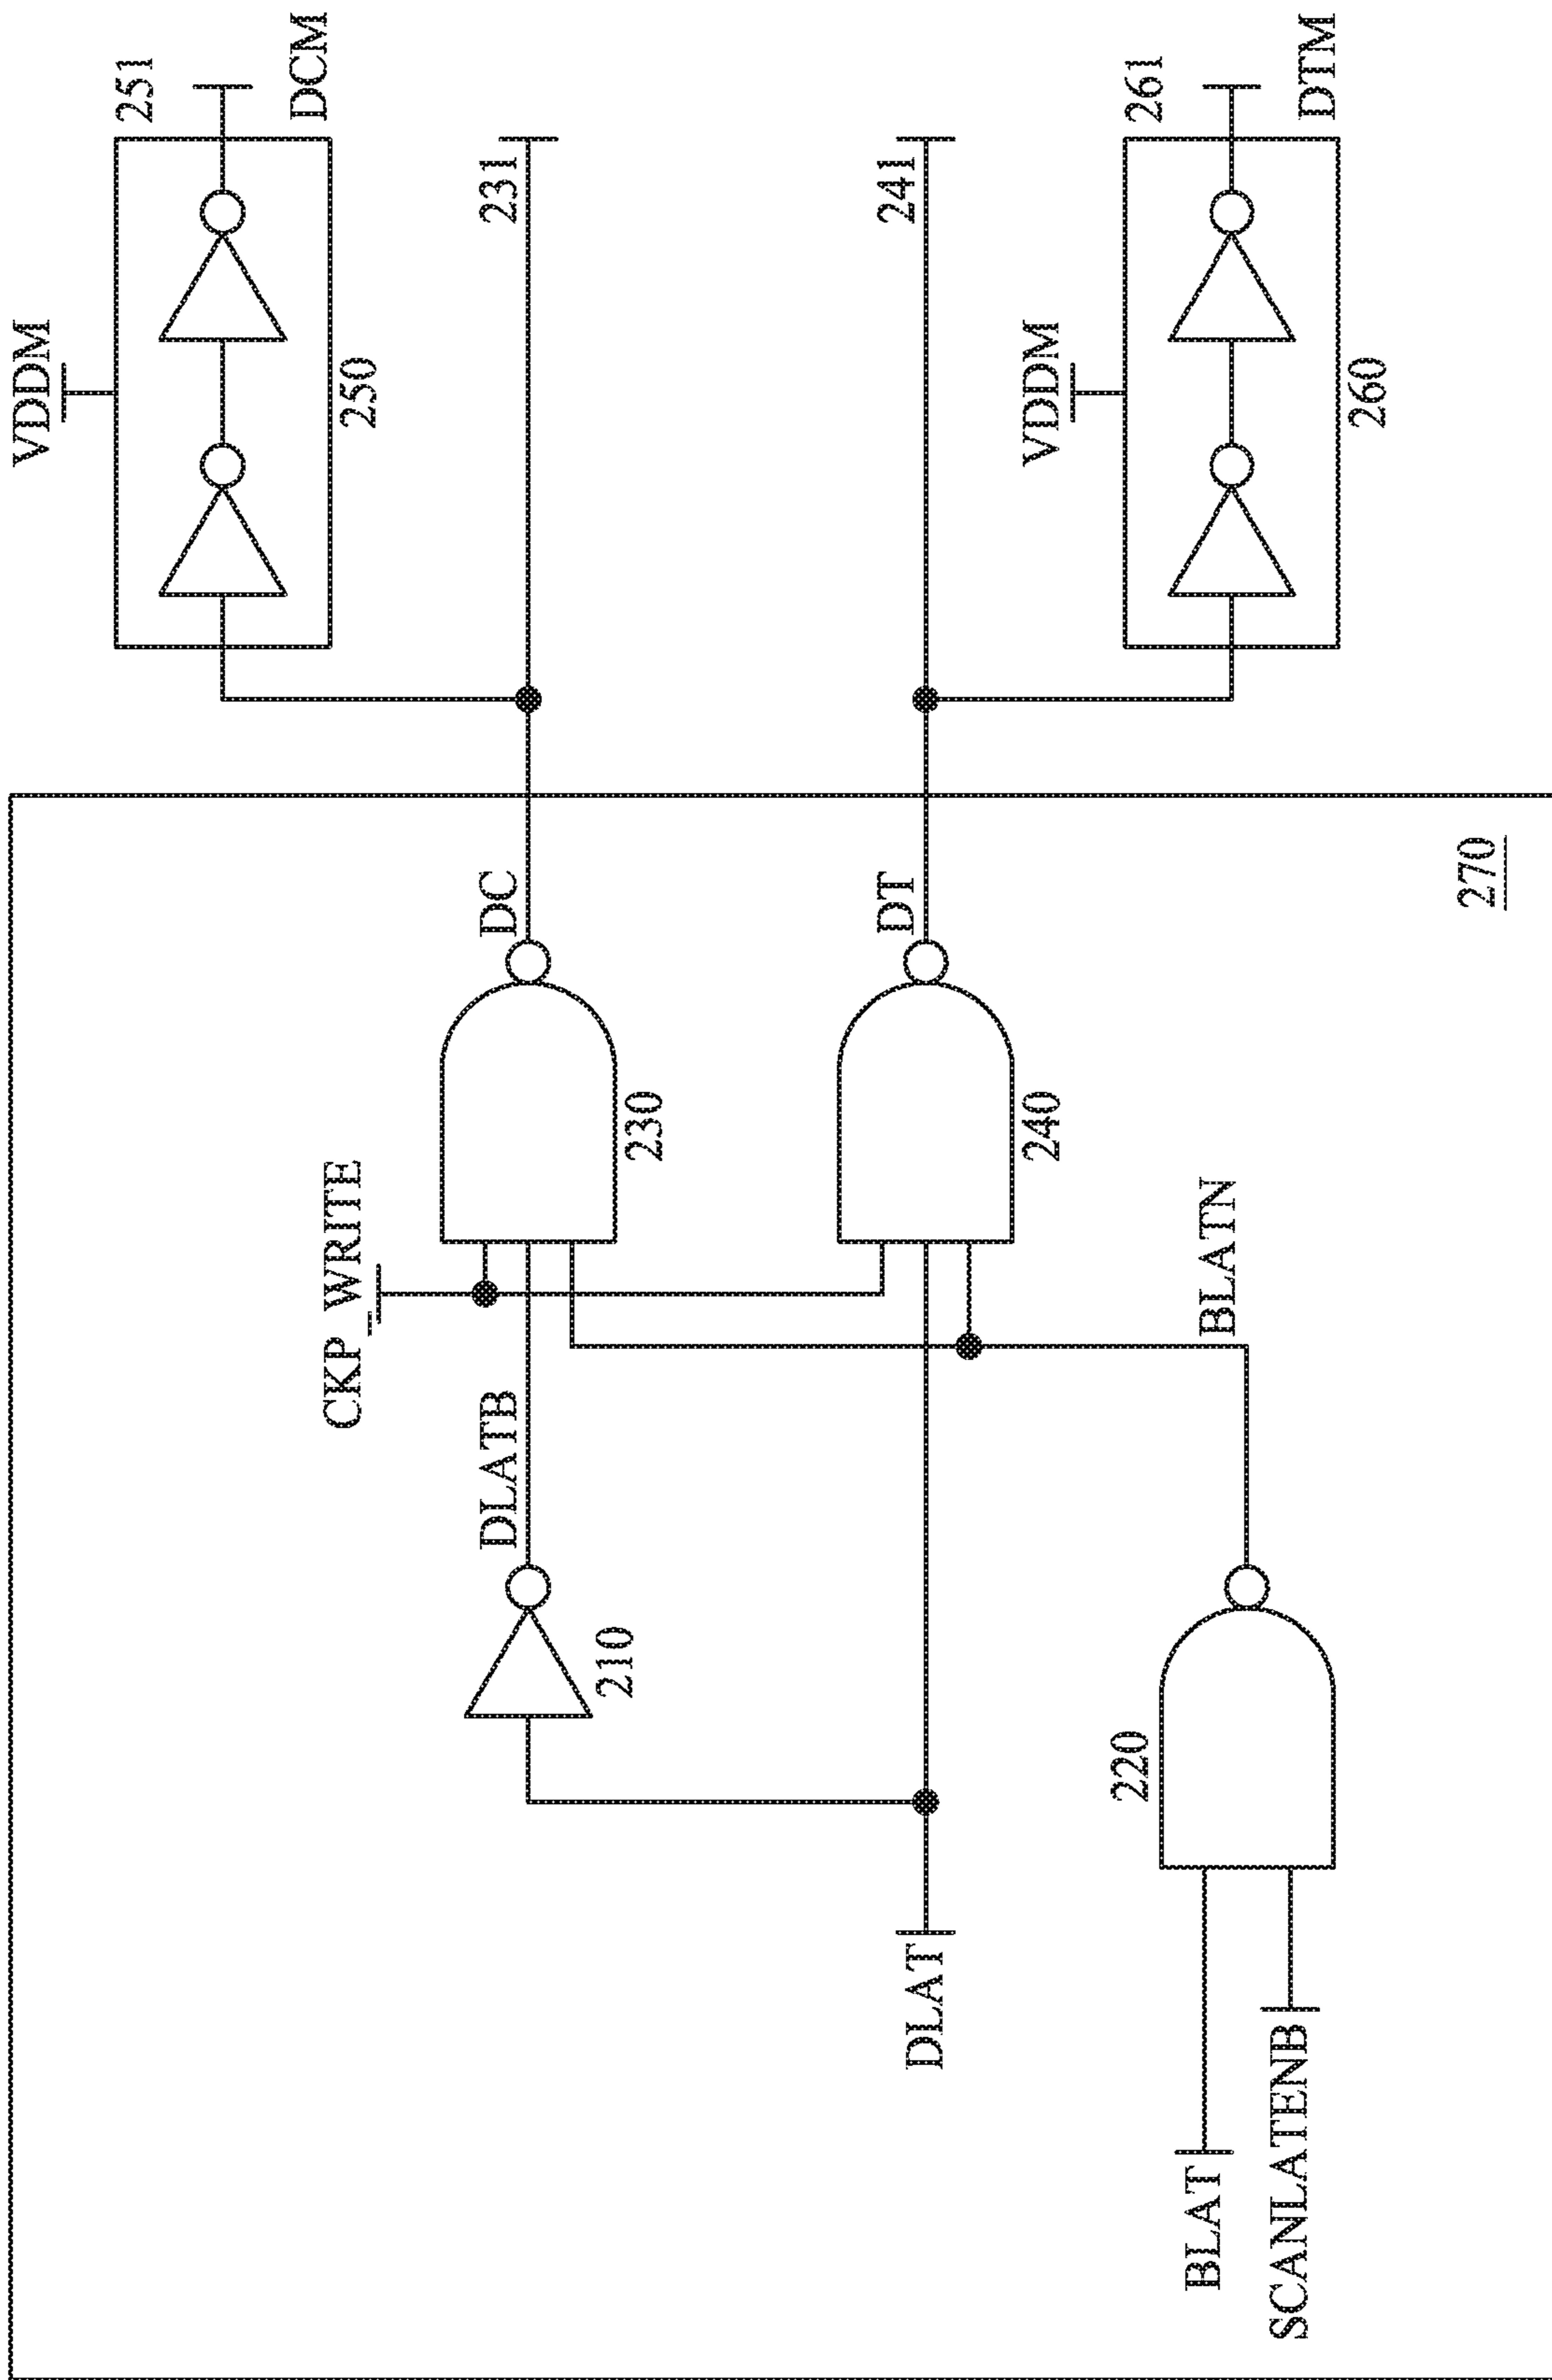 VDDM
251
DCM
250
231
DC
CKP_WRITE
230
DLATB
210
241
DT
240
DLAT
VDDM
261
DTM
260
BLATN
220
BLAT
SCANLATENB
270